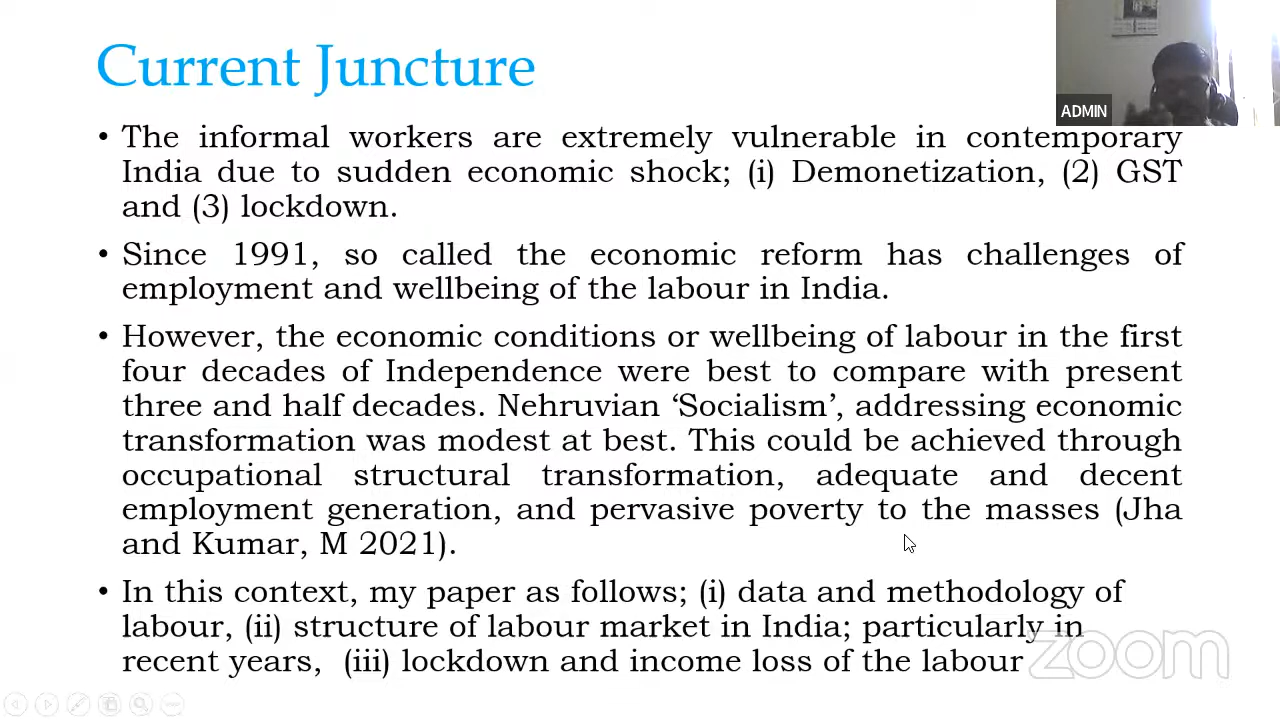 Current Juncture
ADMIN
• The informal workers are extremely vulnerable in contemporary
India due to sudden economic shock; (i) Demonetization, (2) GST
and (3) lockdown.
• Since 1991, so called the economic reform has challenges of
employment and wellbeing of the labour in India.
• However, the economic conditions or wellbeing of labour in the first
four decades of Independence were best to compare with present
three and half decades. Nehruvian ‘Socialism’, addressing economic
transformation was modest at best. This could be achieved through
occupational structural transformation, adequate and decent
employment generation, and pervasive poverty to the masses (Jha
and Kumar, M 2021).
• In this context, my paper as follows; (i) data and methodology of
labour, (ii) structure of labour market in India; particularly in
recent years, (iii) lockdown and income loss of the labour
zoom